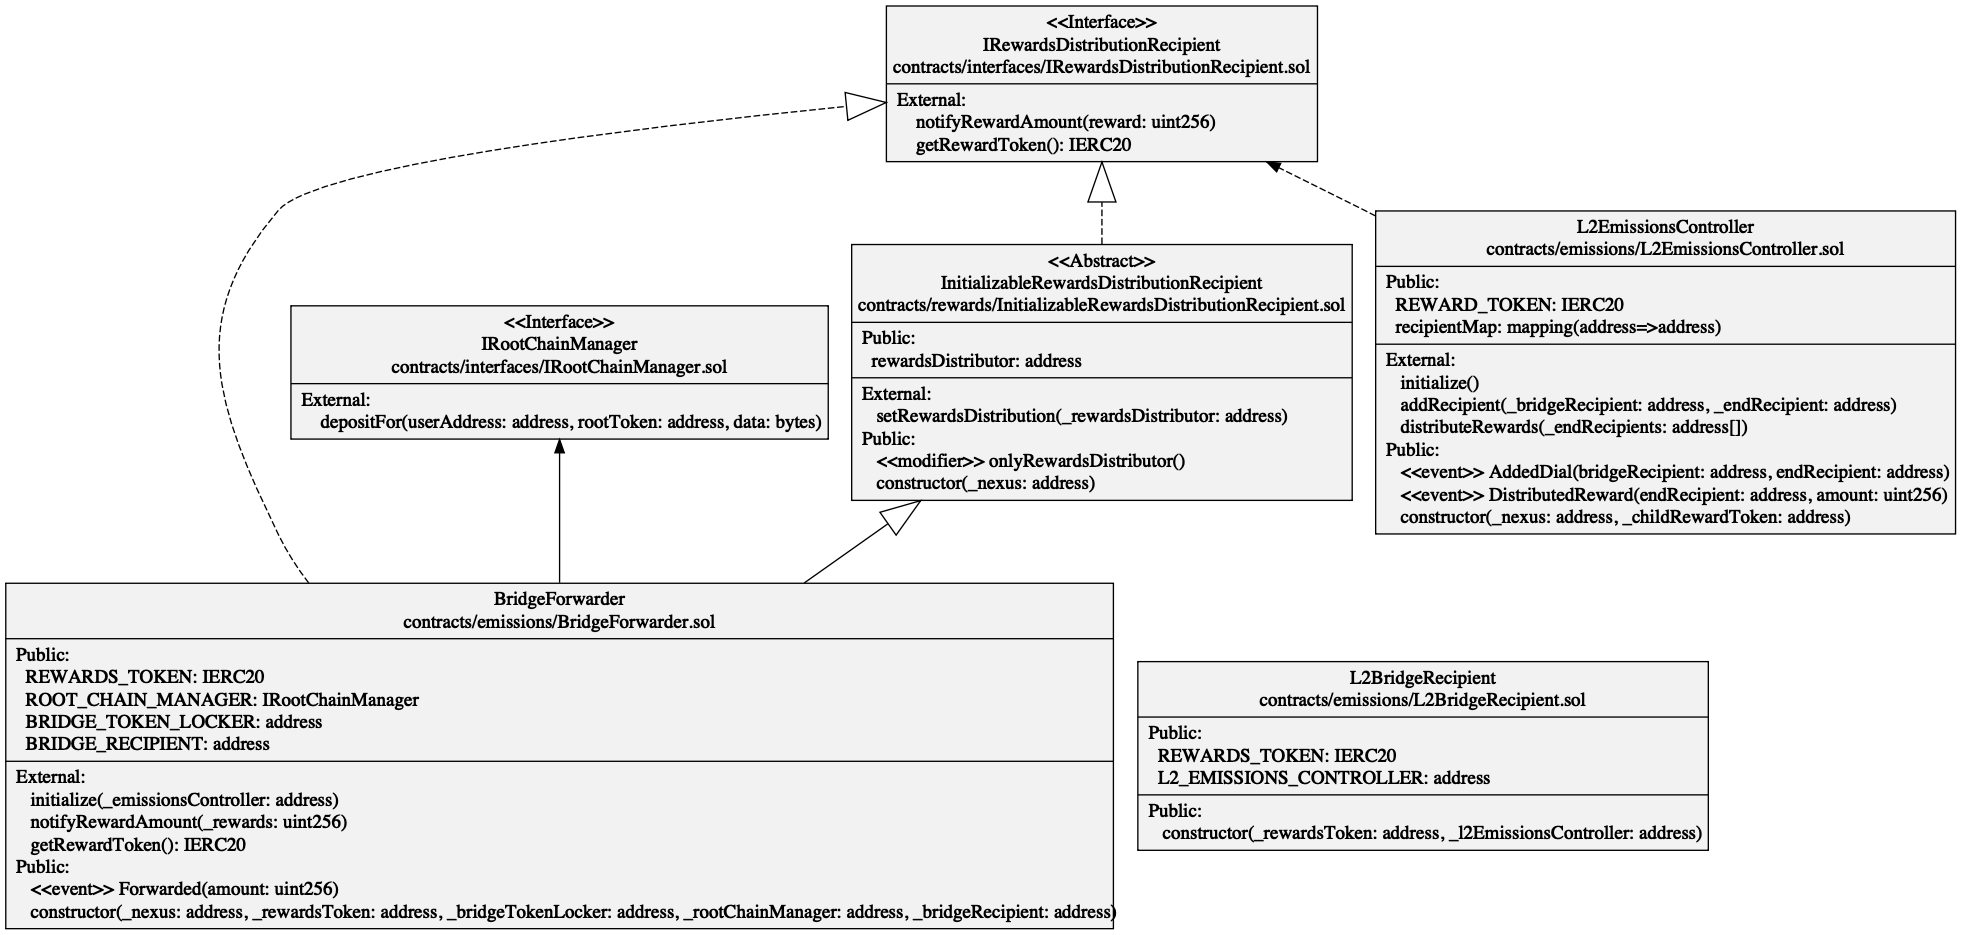 <<Interface>>
IRewardsDistributionRecipient
contracts/interfaces/IRewardsDistributionRecipient.sol
External:
notifyRewardAmount(reward: uint256)
getRewardToken(): IERC20
L2EmissionsController
contracts/emissions/L2EmissionsController.sol
Public:
REWARD_TOKEN: IERC20
recipientMap: mapping(address=>address)
External:
initialize()
addRecipient(_bridgeRecipient: address, _endRecipient: address)
distributeRewards(_endRecipients: address[])
Public:
<<event>> AddedDial(bridgeRecipient: address, endRecipient: address)
<<event>> DistributedReward(endRecipient: address, amount: uint256)
constructor(_nexus: address, _childRewardToken: address)
<<Abstract>>
InitializableRewardsDistributionRecipient
contracts/rewards/InitializableRewardsDistributionRecipient.sol
Public:
rewardsDistributor: address
External:
setRewardsDistribution(_rewardsDistributor: address)
Public:
<<modifier>> onlyRewardsDistributor()
constructor(_nexus: address)
<<Interface>>
IRootChainManager
contracts/interfaces/IRootChainManager.sol
External:
depositFor(userAddress: address, rootToken: address, data: bytes)
BridgeForwarder
contracts/emissions/BridgeForwarder.sol
Public:
REWARDS_TOKEN: IERC20
ROOT_CHAIN_MANAGER: IRootChainManager
BRIDGE_TOKEN_LOCKER: address
BRIDGE_RECIPIENT: address
External:
initialize(_emissionsController: address)
notifyRewardAmount(_rewards: uint256)
getRewardToken(): IERC20
Public:
<<event>> Forwarded(amount: uint256)
constructor(_nexus: address, _rewardsToken: address, _bridgeTokenLocker: address, _rootChainManager: address, _bridgeRecipient: address)
L2BridgeRecipient
contracts/emissions/L2BridgeRecipient.sol
Public:
REWARDS_TOKEN: IERC20
L2_EMISSIONS_CONTROLLER: address
Public:
constructor(_rewardsToken: address, _l2EmissionsController: address)